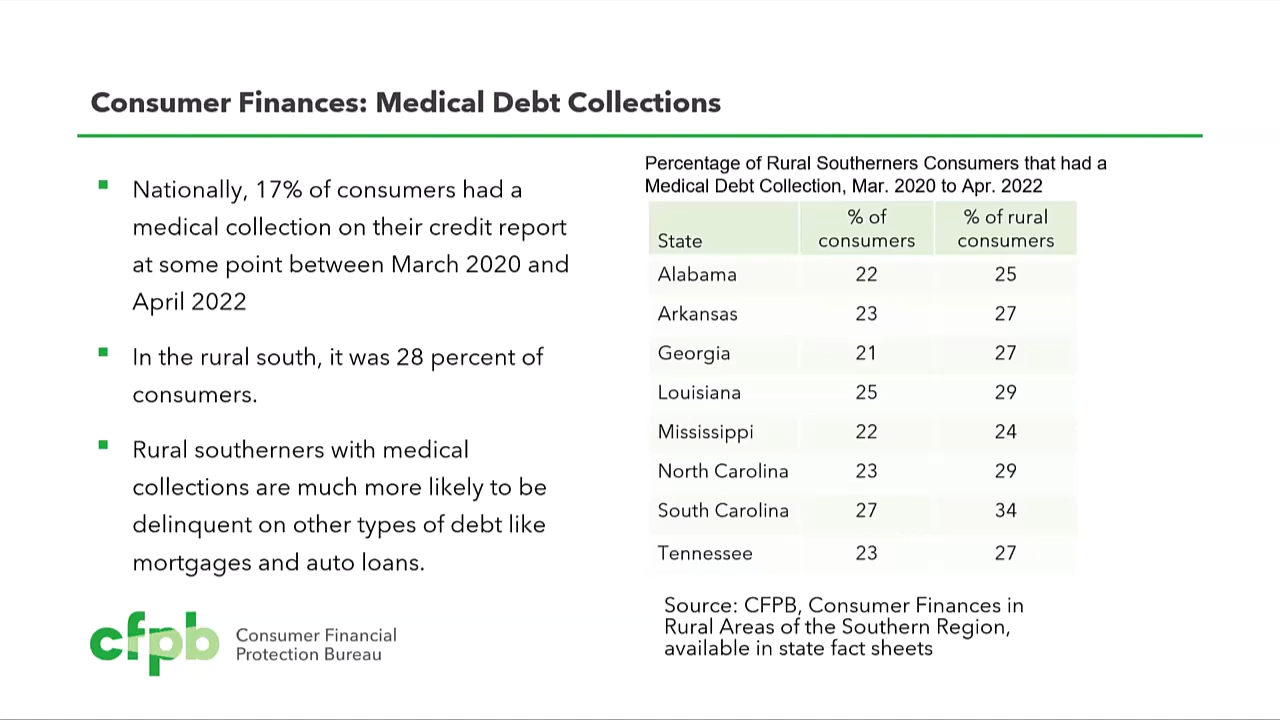 Consumer Finances: Medical Debt Collections
Nationally, 17% of consumers had a
medical collection on their credit report
at some point between March 2020 and
April 2022
In the rural south, it was 28 percent of
consumers.
Rural southerners with medical
collections are much more likely to be
delinquent on other types of debt like
mortgages and auto loans.
cfpb Consumer Financial
Protection Bureau
Percentage of Rural Southerners Consumers that had a
Medical Debt Collection, Mar. 2020 to Apr. 2022
State % of consumers % of rural consumers
Alabama 22 25
Arkansas 23 27
Georgia 21 27
Louisiana 25 29
Mississippi 22 24
North Carolina 23 29
South Carolina 27 34
Tennessee 23 27
Source: CFPB, Consumer Finances in
Rural Areas of the Southern Region,
available in state fact sheets